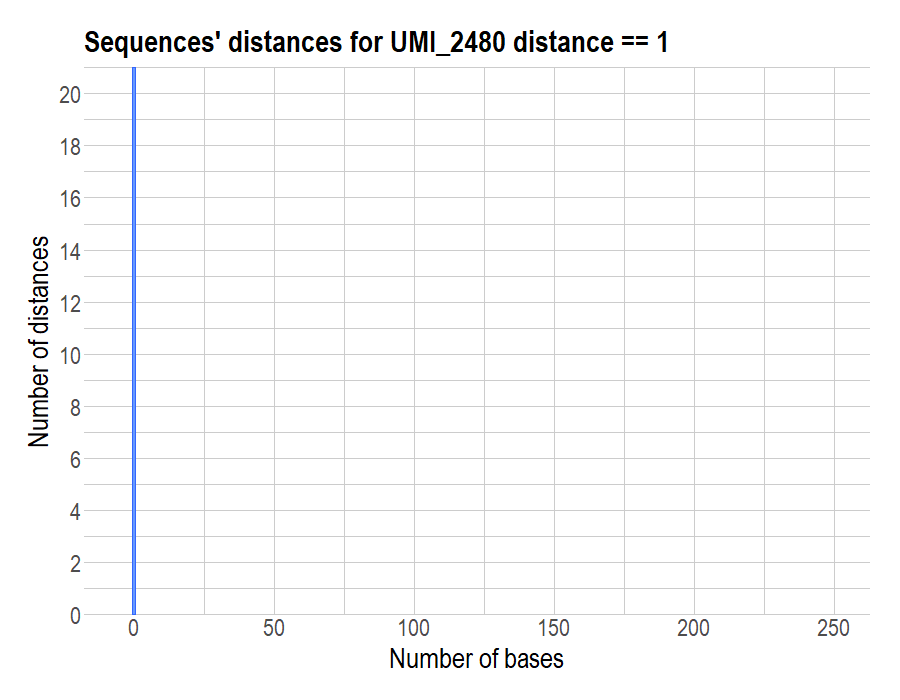 Sequences' distances for UMI_2480 distance == 1
Number of distances
20
18
16
14
12
10
8
6
4
2
0
0 50 100 150 200 250
Number of bases